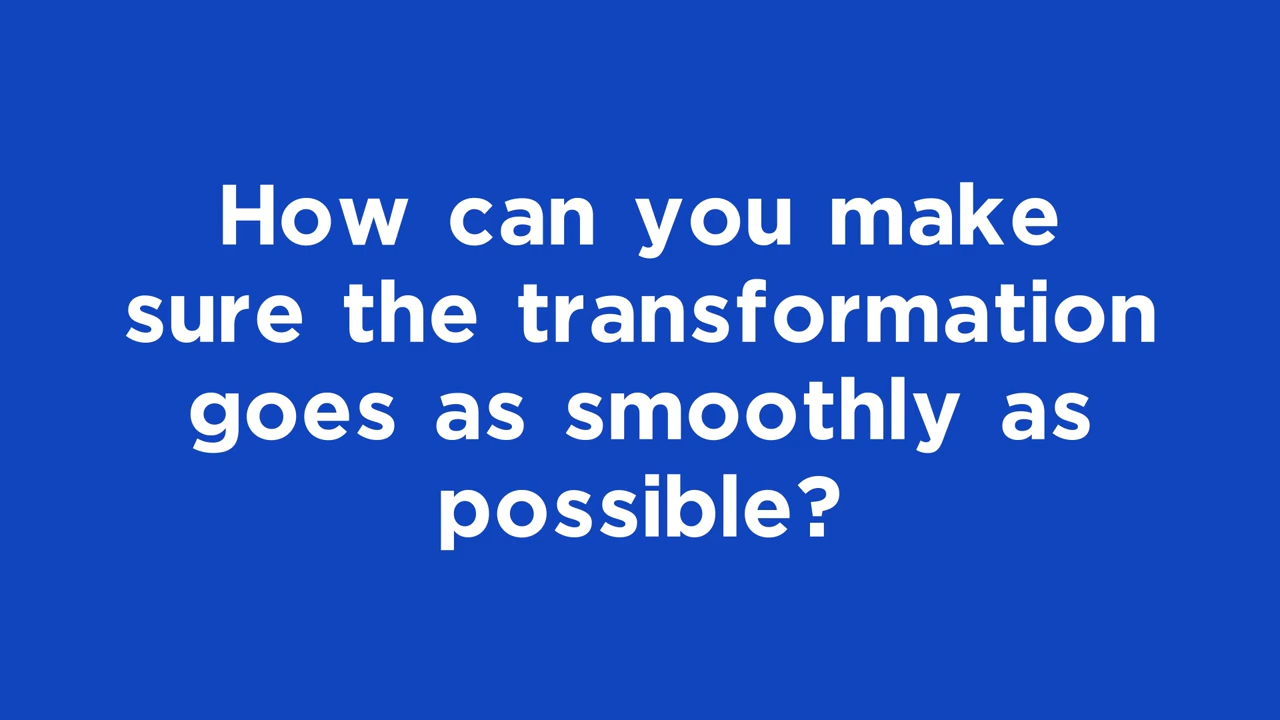 How can you make
sure the transformation
goes as smoothly as
possible?